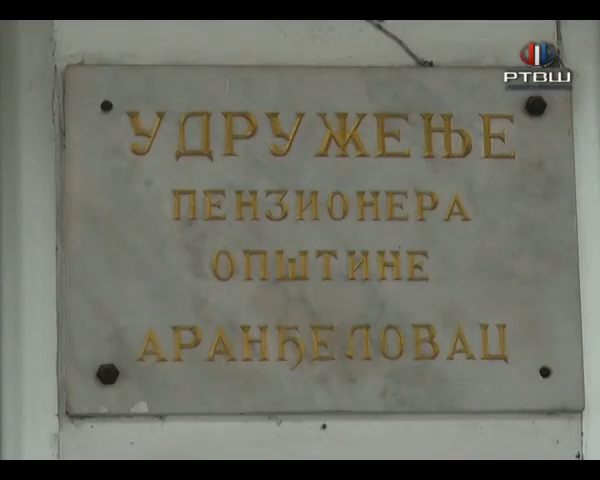 РТВШ
УДРУЖЕЊЕ
ПЕНЗИОНЕРА
ОПШТИНЕ
АРАНЂЕЛОВАЦ